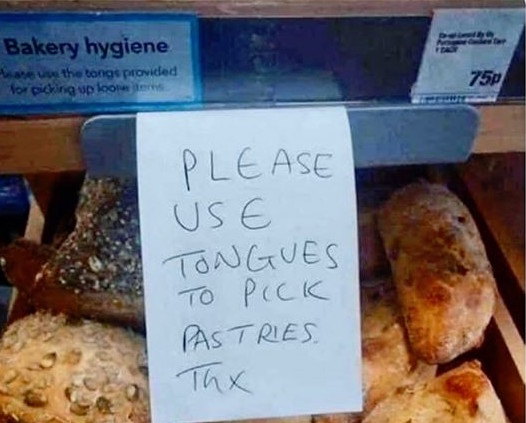 Bakery hygiene
Please use the tongs provided
for picking up loose items.
75p
PLEASE
USE
TONGUES
TO PICK
PASTRIES.
Thx